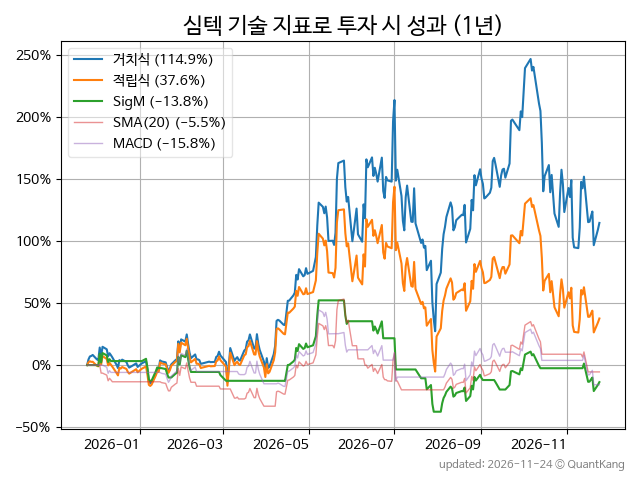 심텍 기술 지표로 투자 시 성과 (1년)
250%
200%
150%
100%
50%
0%
−50%
거치식 (114.9%)
적립식 (37.6%)
SigM (−13.8%)
SMA(20) (−5.5%)
MACD (−15.8%)
2026-01
2026-03
2026-05
2026-07
2026-09
2026-11
updated: 2026-11-24 © QuantKang